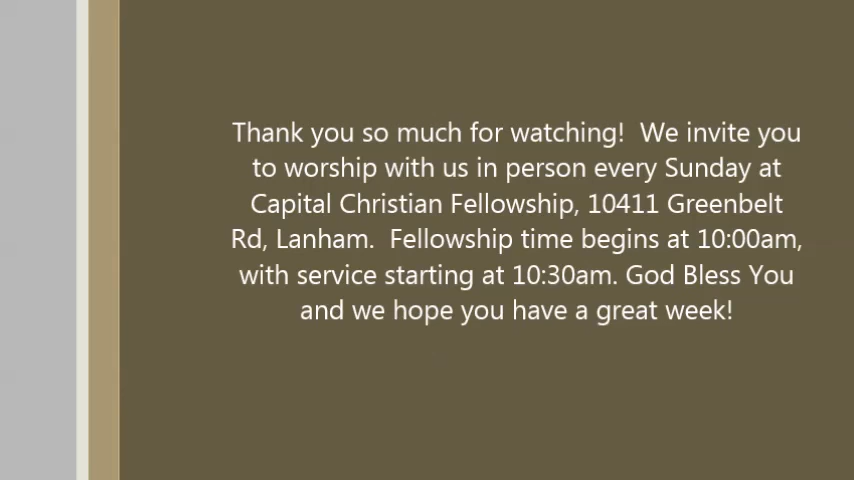 Thank you so much for watching!  We invite you
to worship with us in person every Sunday at
Capital Christian Fellowship, 10411 Greenbelt
Rd, Lanham.  Fellowship time begins at 10:00am,
with service starting at 10:30am. God Bless You
and we hope you have a great week!